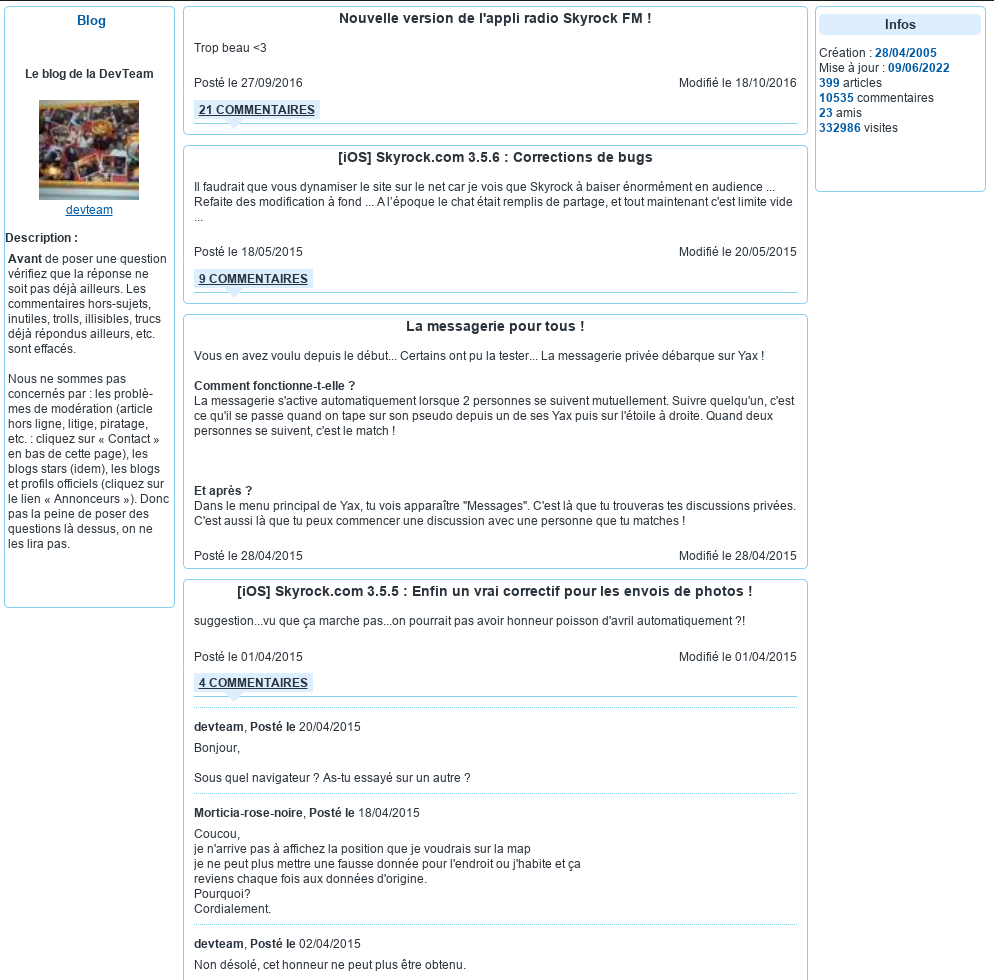 Blog
Le blog de la DevTeam
devteam
Description :
Avant de poser une question
vérifiez que la réponse ne
soit pas déjà ailleurs. Les
commentaires hors-sujets,
inutiles, trolls, illisibles, trucs
déjà répondus ailleurs, etc.
sont effacés.
Nous ne sommes pas
concernés par : les problè-
mes de modération (article
hors ligne, litige, piratage,
etc. : cliquez sur « Contact »
en bas de cette page), les
blogs stars (idem), les blogs
et profils officiels (cliquez sur
le lien « Annonceurs »). Donc
pas la peine de poser des
questions là dessus, on ne
les lira pas.
Nouvelle version de l'appli radio Skyrock FM !
Trop beau <3
Posté le 27/09/2016 Modifié le 18/10/2016
21 COMMENTAIRES
[iOS] Skyrock.com 3.5.6 : Corrections de bugs
Il faudrait que vous dynamiser le site sur le net car je vois que Skyrock à baiser énormément en audience ...
Refaite des modification à fond ... A l’époque le chat était remplis de partage, et tout maintenant c'est limite vide
...
Posté le 18/05/2015 Modifié le 20/05/2015
9 COMMENTAIRES
La messagerie pour tous !
Vous en avez voulu depuis le début... Certains ont pu la tester... La messagerie privée débarque sur Yax !
Comment fonctionne-t-elle ?
La messagerie s'active automatiquement lorsque 2 personnes se suivent mutuellement. Suivre quelqu'un, c'est
ce qu'il se passe quand on tape sur son pseudo depuis un de ses Yax puis sur l'étoile à droite. Quand deux
personnes se suivent, c'est le match !
Et après ?
Dans le menu principal de Yax, tu vois apparaître "Messages". C'est là que tu trouveras tes discussions privées.
C'est aussi là que tu peux commencer une discussion avec une personne que tu matches !
Posté le 28/04/2015 Modifié le 28/04/2015
[iOS] Skyrock.com 3.5.5 : Enfin un vrai correctif pour les envois de photos !
suggestion...vu que ça marche pas...on pourrait pas avoir honneur poisson d'avril automatiquement ?!
Posté le 01/04/2015 Modifié le 01/04/2015
4 COMMENTAIRES
devteam, Posté le 20/04/2015
Bonjour,
Sous quel navigateur ? As-tu essayé sur un autre ?
Morticia-rose-noire, Posté le 18/04/2015
Coucou,
je n'arrive pas à affichez la position que je voudrais sur la map
je ne peut plus mettre une fausse donnée pour l'endroit ou j'habite et ça
reviens chaque fois aux données d'origine.
Pourquoi?
Cordialement.
devteam, Posté le 02/04/2015
Non désolé, cet honneur ne peut plus être obtenu.
Infos
Création : 28/04/2005
Mise à jour : 09/06/2022
399 articles
10535 commentaires
23 amis
332986 visites